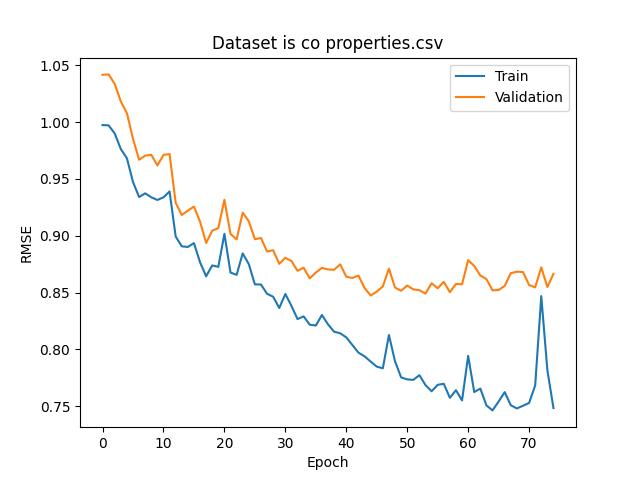 Dataset is co properties.csv
Train
Validation
RMSE
1.05
1.00
0.95
0.90
0.85
0.80
0.75
0 10 20 30 40 50 60 70
Epoch